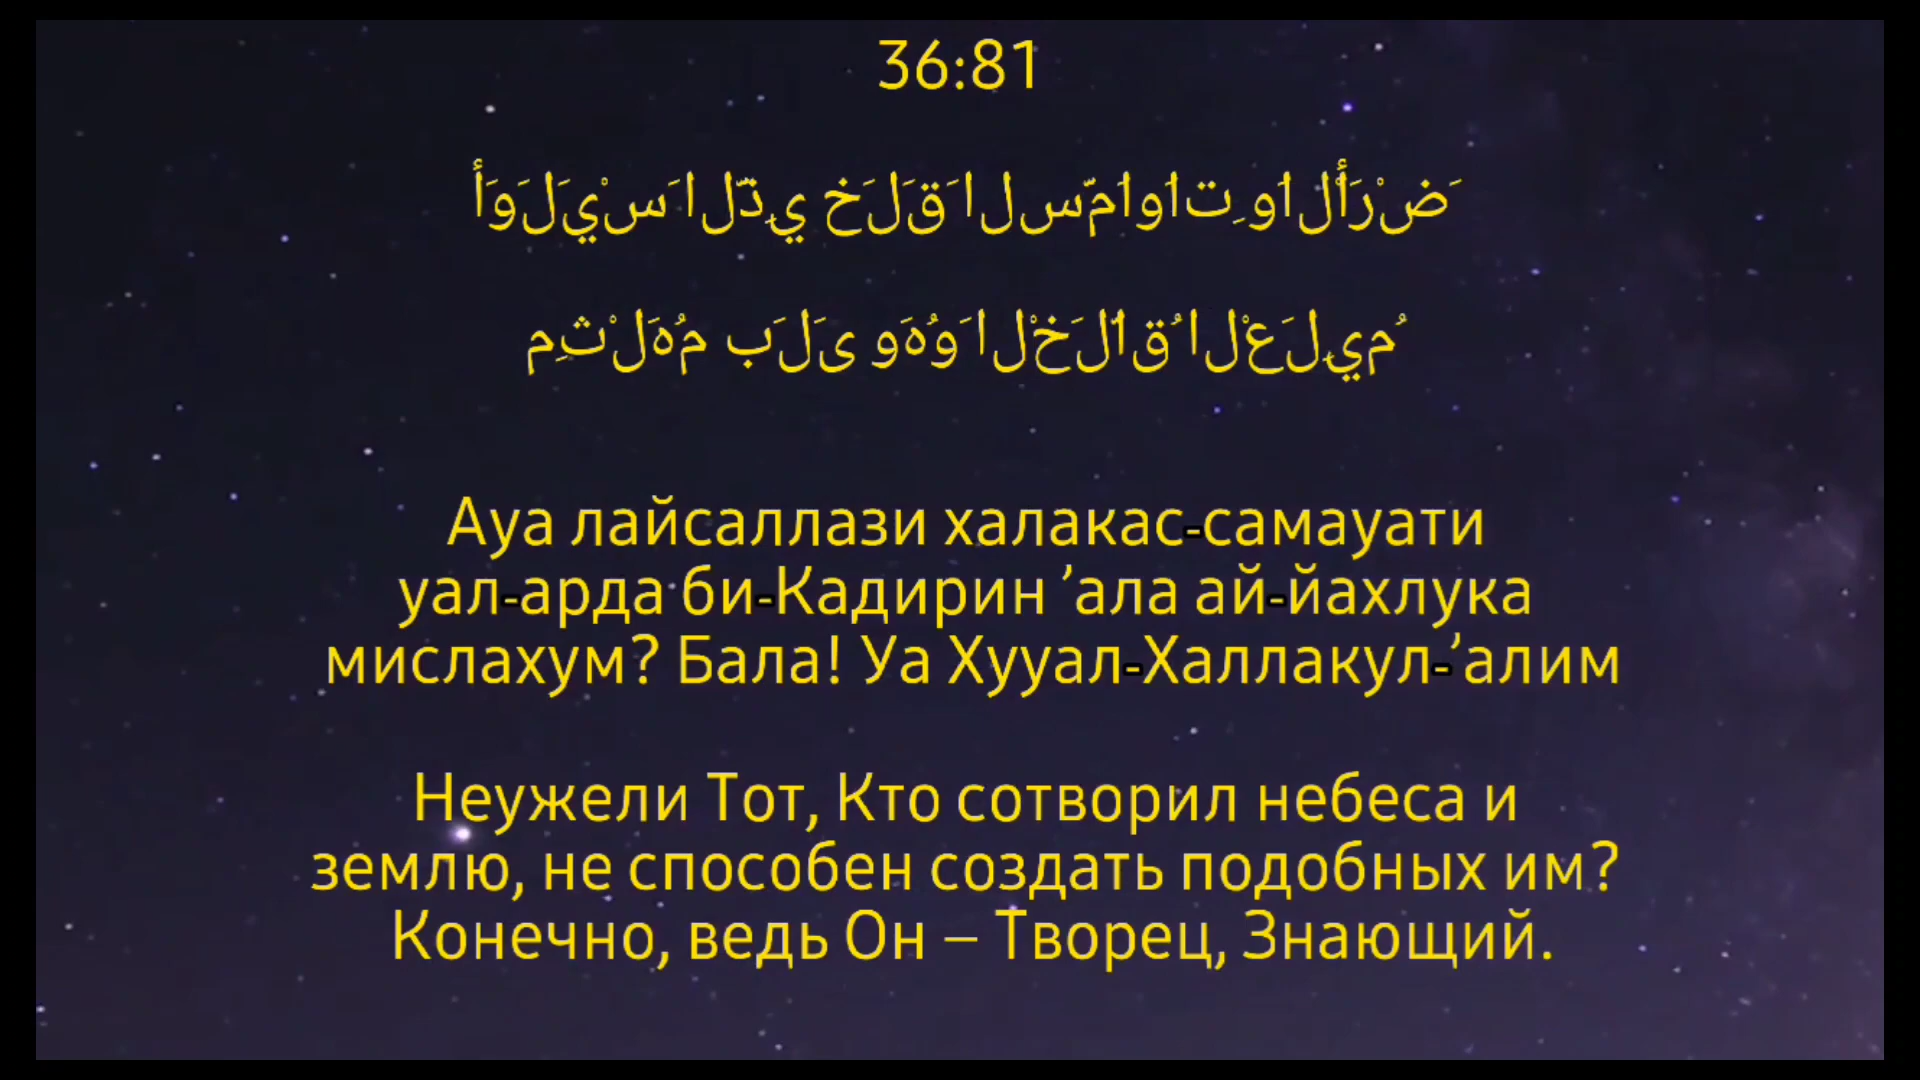 36:81
أَوَلَيْسَ الَّذِي خَلَقَ السَّمَاوَاتِ وَالْأَرْضَ
مِثْلَهُم بَلَى وَهُوَ الْخَلَّاقُ الْعَلِيمُ
Ауа лайсаллази халакас-самауати
уал-арда би-Кадирин ’ала ай-йахлука
мислахум? Бала! Уа Хууал-Халлакул-’алим
Неужели Тот, Кто сотворил небеса и
землю, не способен создать подобных им?
Конечно, ведь Он – Творец, Знающий.